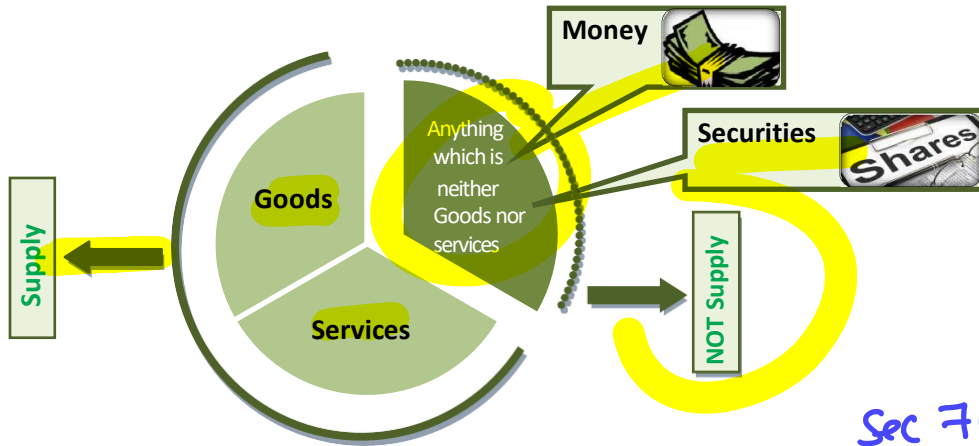 Money
Securities
Shares
Anything
which is
neither
Goods nor
services
Goods
Services
Supply
NOT Supply
Sec 7